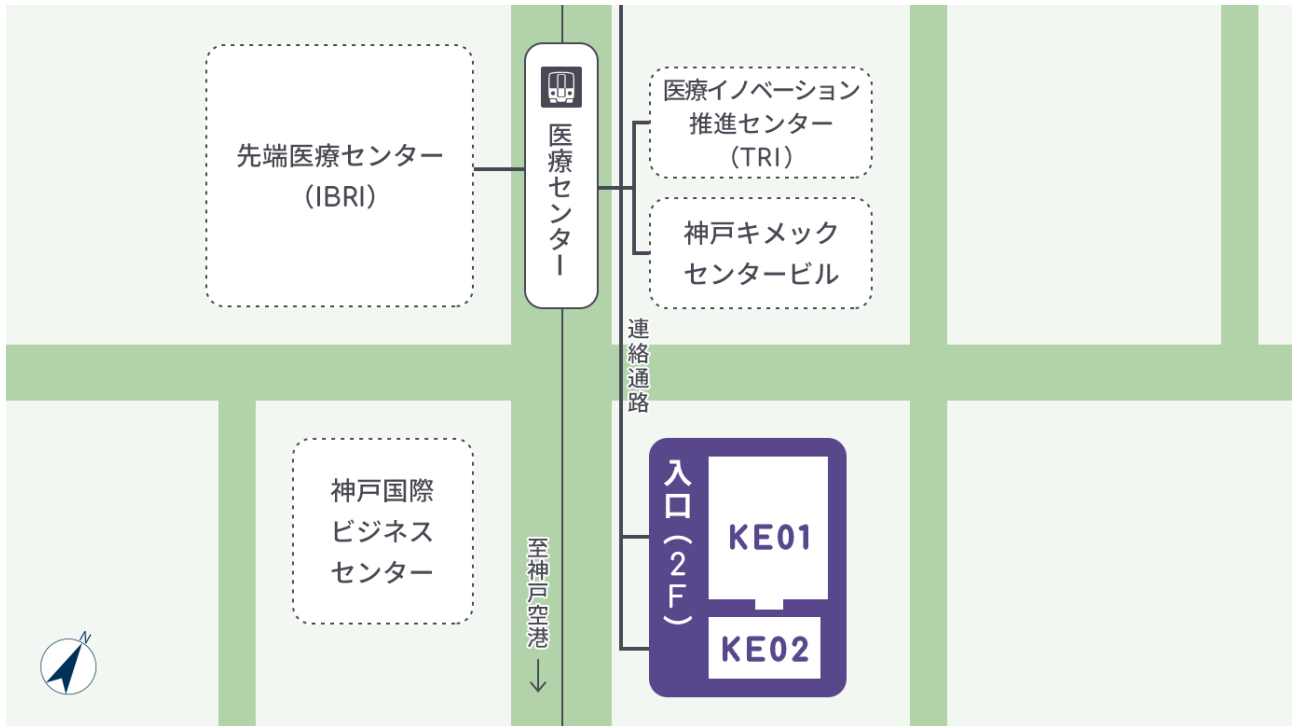 先端医療センター
（IBRI）
医療センター
医療イノベーション
推進センター
（TRI）
神戸キメック
センタービル
連絡通路
神戸国際
ビジネス
センター
至神戸空港
入口（2F）
KE01
KE02
N